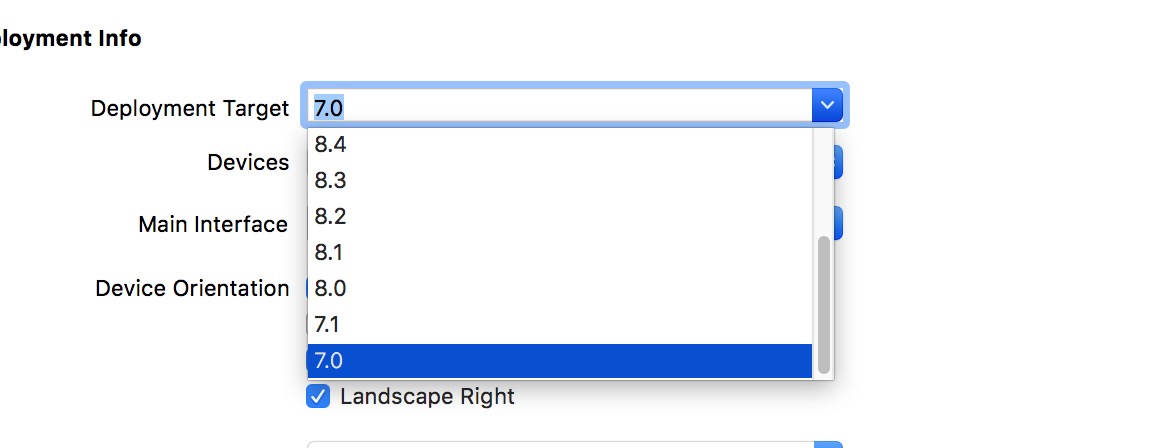 loyment Info
Deployment Target 7.0
8.4
Devices
8.3
8.2
Main Interface
8.1
Device Orientation
8.0
7.1
7.0
Landscape Right